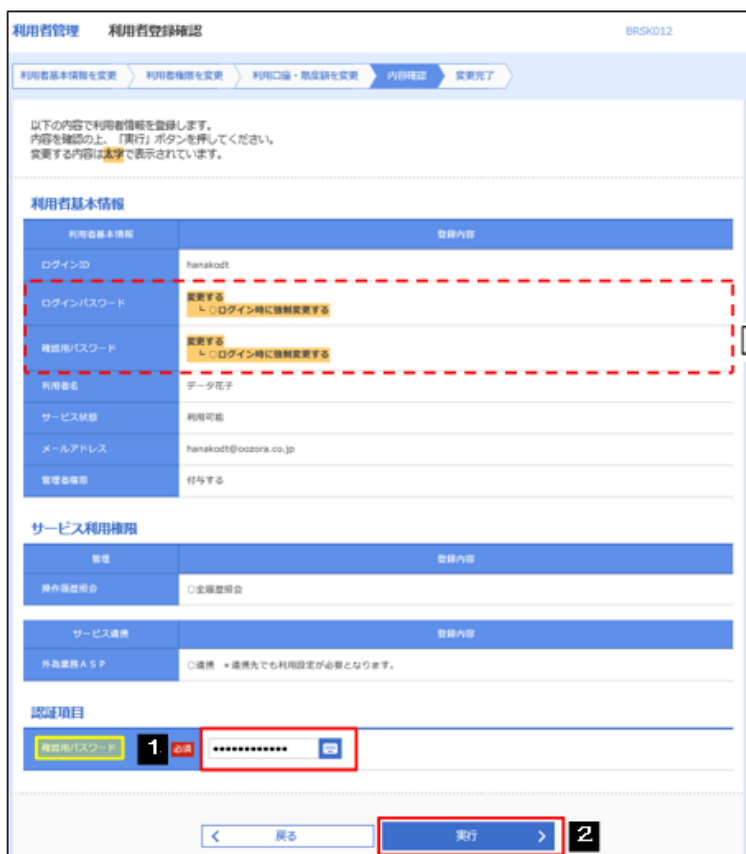 利用者管理 利用者登録確認 BRSK012
利用者基本情報を変更 利用者権限を変更 利用口座・限度額を変更 内容確認 変更完了
以下の内容で利用者情報を登録します。
内容を確認の上、「実行」ボタンを押してください。
変更する内容は太字で表示されています。
利用者基本情報
利用者基本情報 登録内容
ログインID hanakodt
ログインパスワード 変更する
└ ○ログイン時に強制変更する
確認用パスワード 変更する
└ ○ログイン時に強制変更する
利用者名 データ花子
サービス状態 利用可能
メールアドレス hanakodt@oozora.co.jp
管理者権限 付与する
サービス利用権限
管理 登録内容
操作履歴照会 ○全履歴照会
サービス連携 登録内容
外為業務ASP ○連携 *連携先でも利用設定が必要となります。
認証項目
確認用パスワード 1. 必須 ••••••••••••
戻る 実行 2